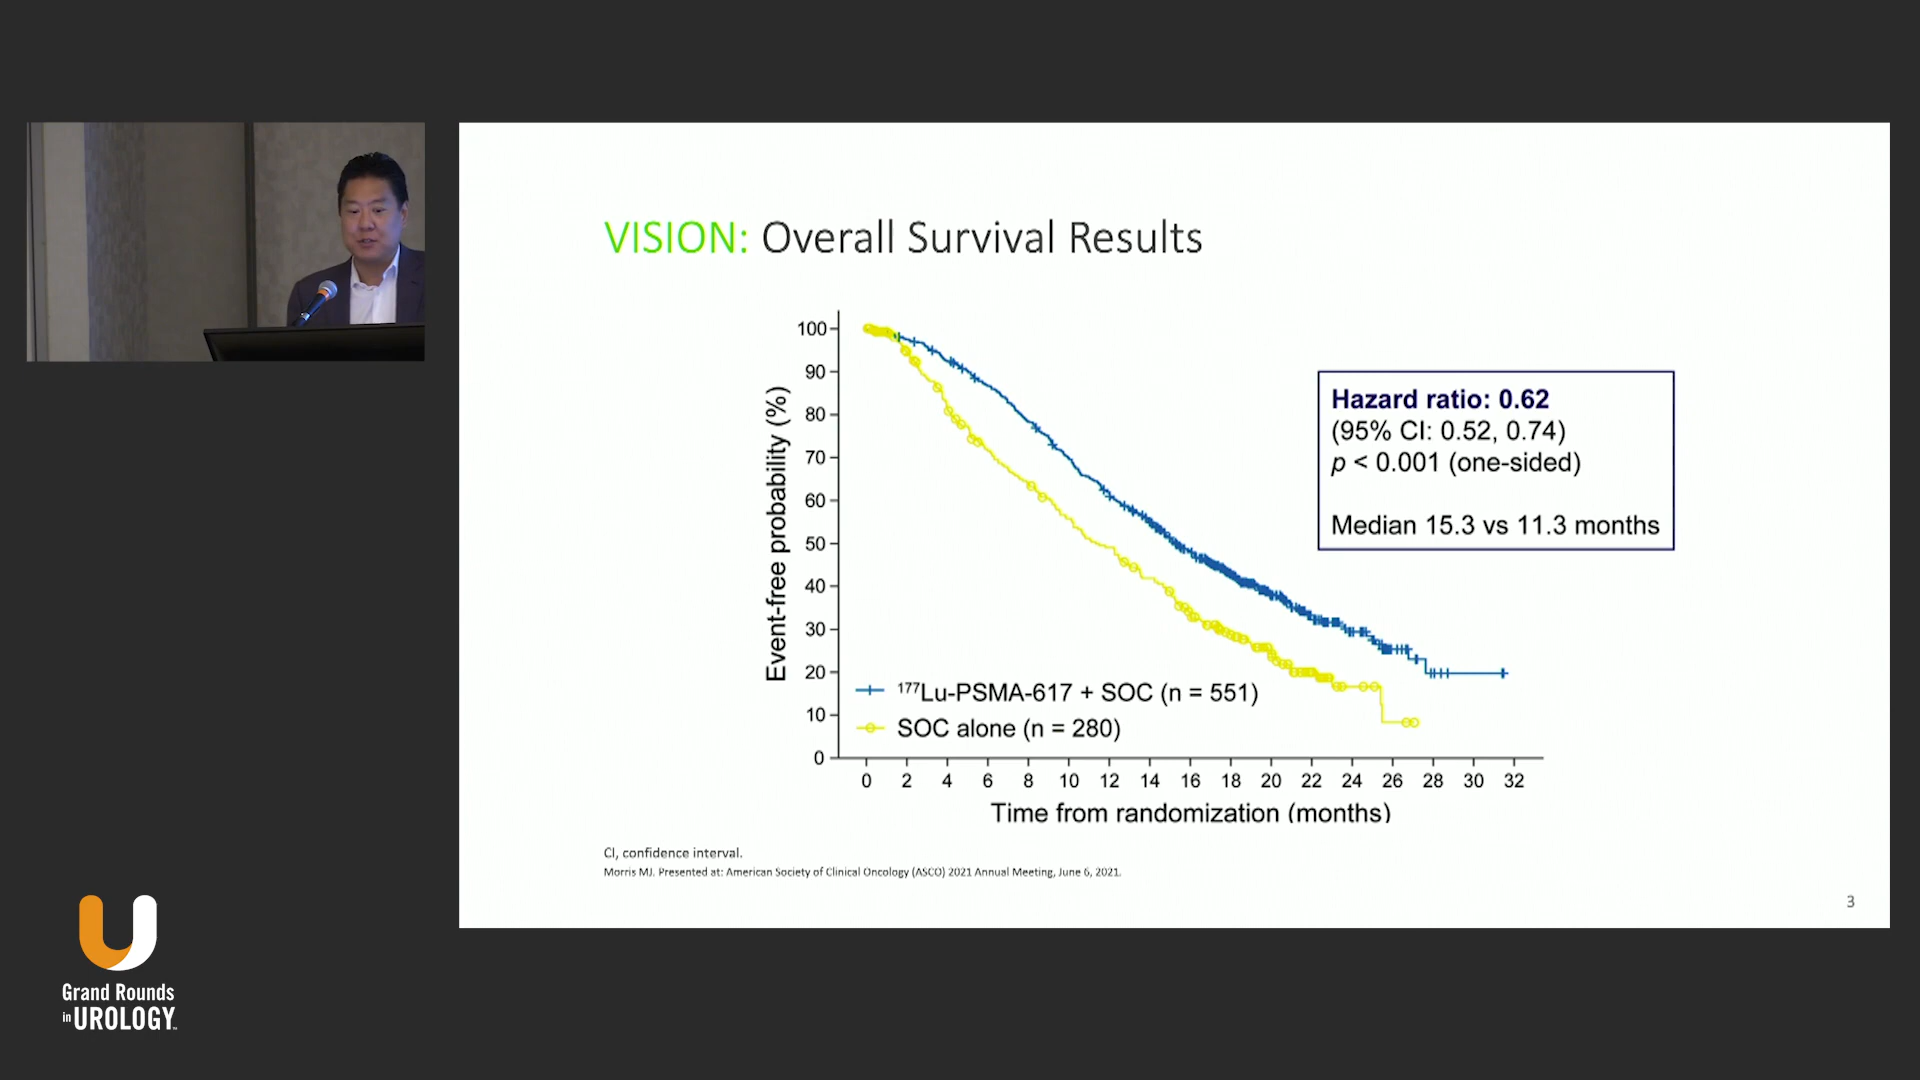 VISION: Overall Survival Results
Event-free probability (%)
100
90
80
70
60
50
40
30
20
10
0
Hazard ratio: 0.62
(95% CI: 0.52, 0.74)
p < 0.001 (one-sided)
Median 15.3 vs 11.3 months
¹⁷⁷Lu-PSMA-617 + SOC (n = 551)
SOC alone (n = 280)
0 2 4 6 8 10 12 14 16 18 20 22 24 26 28 30 32
Time from randomization (months)
CI, confidence interval.
Morris MJ. Presented at: American Society of Clinical Oncology (ASCO) 2021 Annual Meeting, June 6, 2021.
3
Grand Rounds
in UROLOGY